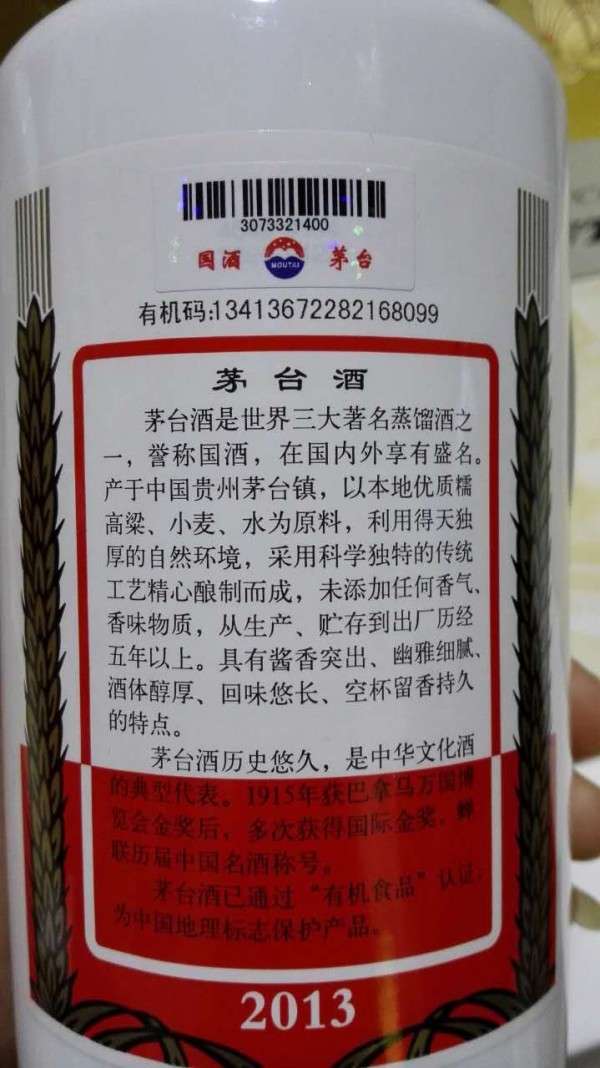 3073321400
国酒 MOUTAI 茅台
有机码:13413672282168099
茅台酒
茅台酒是世界三大著名蒸馏酒之
一，誉称国酒，在国内外享有盛名。
产于中国贵州茅台镇，以本地优质糯
高粱、小麦、水为原料，利用得天独
厚的自然环境，采用科学独特的传统
工艺精心酿制而成，未添加任何香气、
香味物质，从生产、贮存到出厂历经
五年以上。具有酱香突出、幽雅细腻、
酒体醇厚、回味悠长、空杯留香持久
的特点。
茅台酒历史悠久，是中华文化酒
的典型代表。1915年获巴拿马万国博
览会金奖后，多次获得国际金奖，蝉
联历届中国名酒称号。
茅台酒已通过“有机食品”认证，
为中国地理标志保护产品。
2013